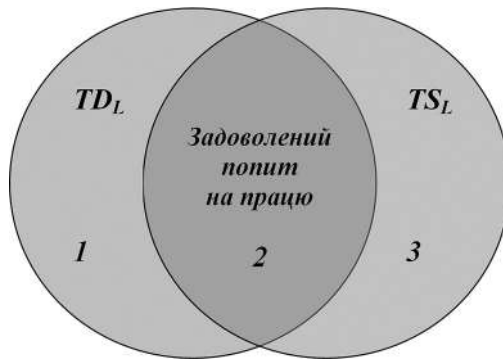 TD_L
TS_L
Задоволений
попит
на працю
1
2
3